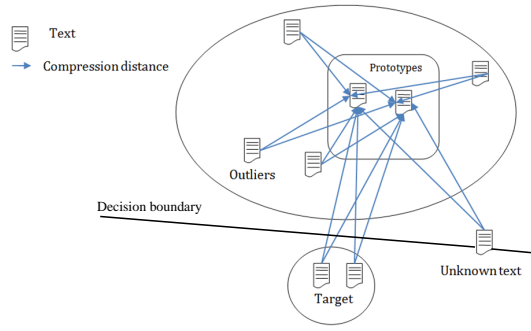 Text
Compression distance
Prototypes
Outliers
Decision boundary
Unknown text
Target